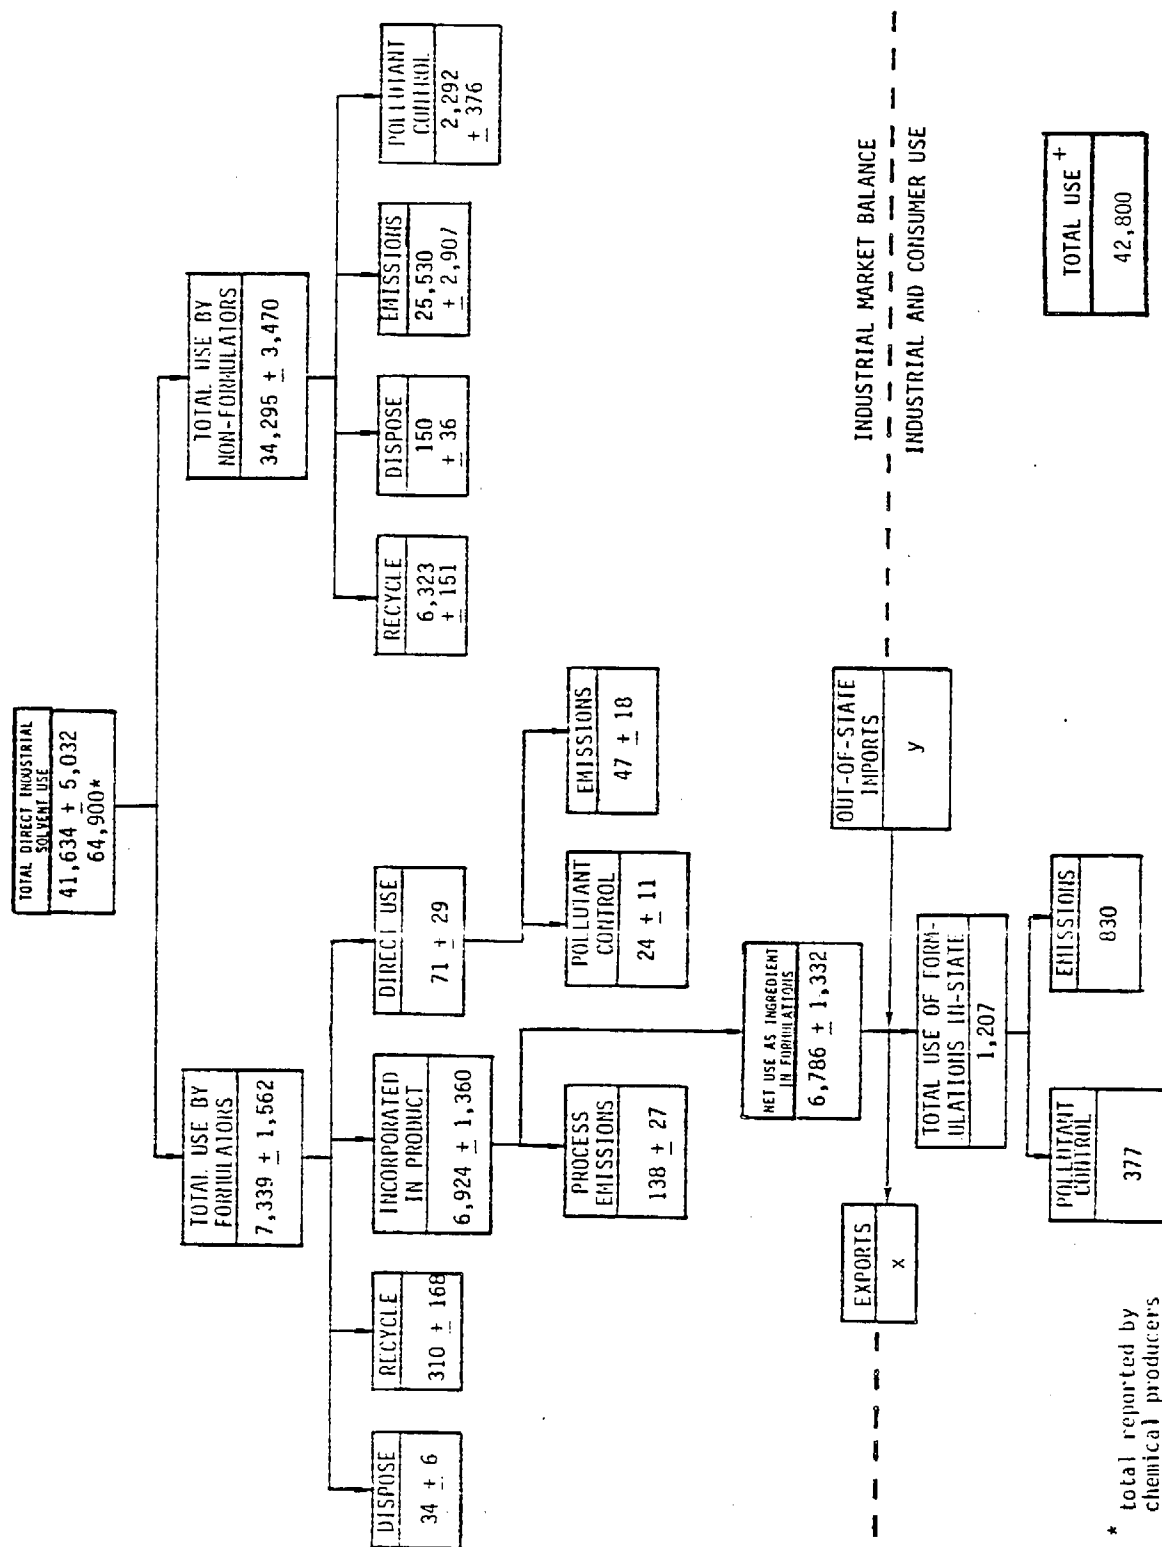 TOTAL DIRECT INDUSTRIAL
SOLVENT USE
41,634 ± 5,032
64,900*
TOTAL USE BY
FORMULATORS
7,339 ± 1,562
TOTAL USE BY
NON-FORMULATORS
34,295 ± 3,470
DISPOSE
34 ± 6
RECYCLE
310 ± 168
INCORPORATED
IN PRODUCT
6,924 ± 1,360
DIRECT USE
71 ± 29
RECYCLE
6,323
± 151
DISPOSE
150
± 36
EMISSIONS
25,530
± 2,907
POLLUTANT
CONTROL
2,292
± 376
PROCESS
EMISSIONS
138 ± 27
POLLUTANT
CONTROL
24 ± 11
EMISSIONS
47 ± 18
NET USE AS INGREDIENT
IN FORMULATIONS
6,786 ± 1,332
EXPORTS
x
OUT-OF-STATE
IMPORTS
y
INDUSTRIAL MARKET BALANCE
INDUSTRIAL AND CONSUMER USE
TOTAL USE OF FORM-
ULATIONS IN-STATE
1,207
POLLUTANT
CONTROL
377
EMISSIONS
830
TOTAL USE +
42,800
* total reported by
chemical producers